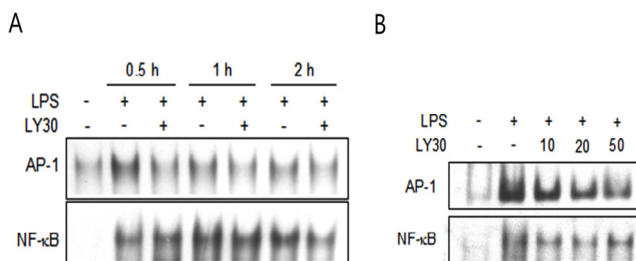 A
0.5 h 1 h 2 h
LPS - + + + + + +
LY30 - - + - + - +
AP-1
NF-κB
B
LPS - + + + +
LY30 - - 10 20 50
AP-1
NF-κB